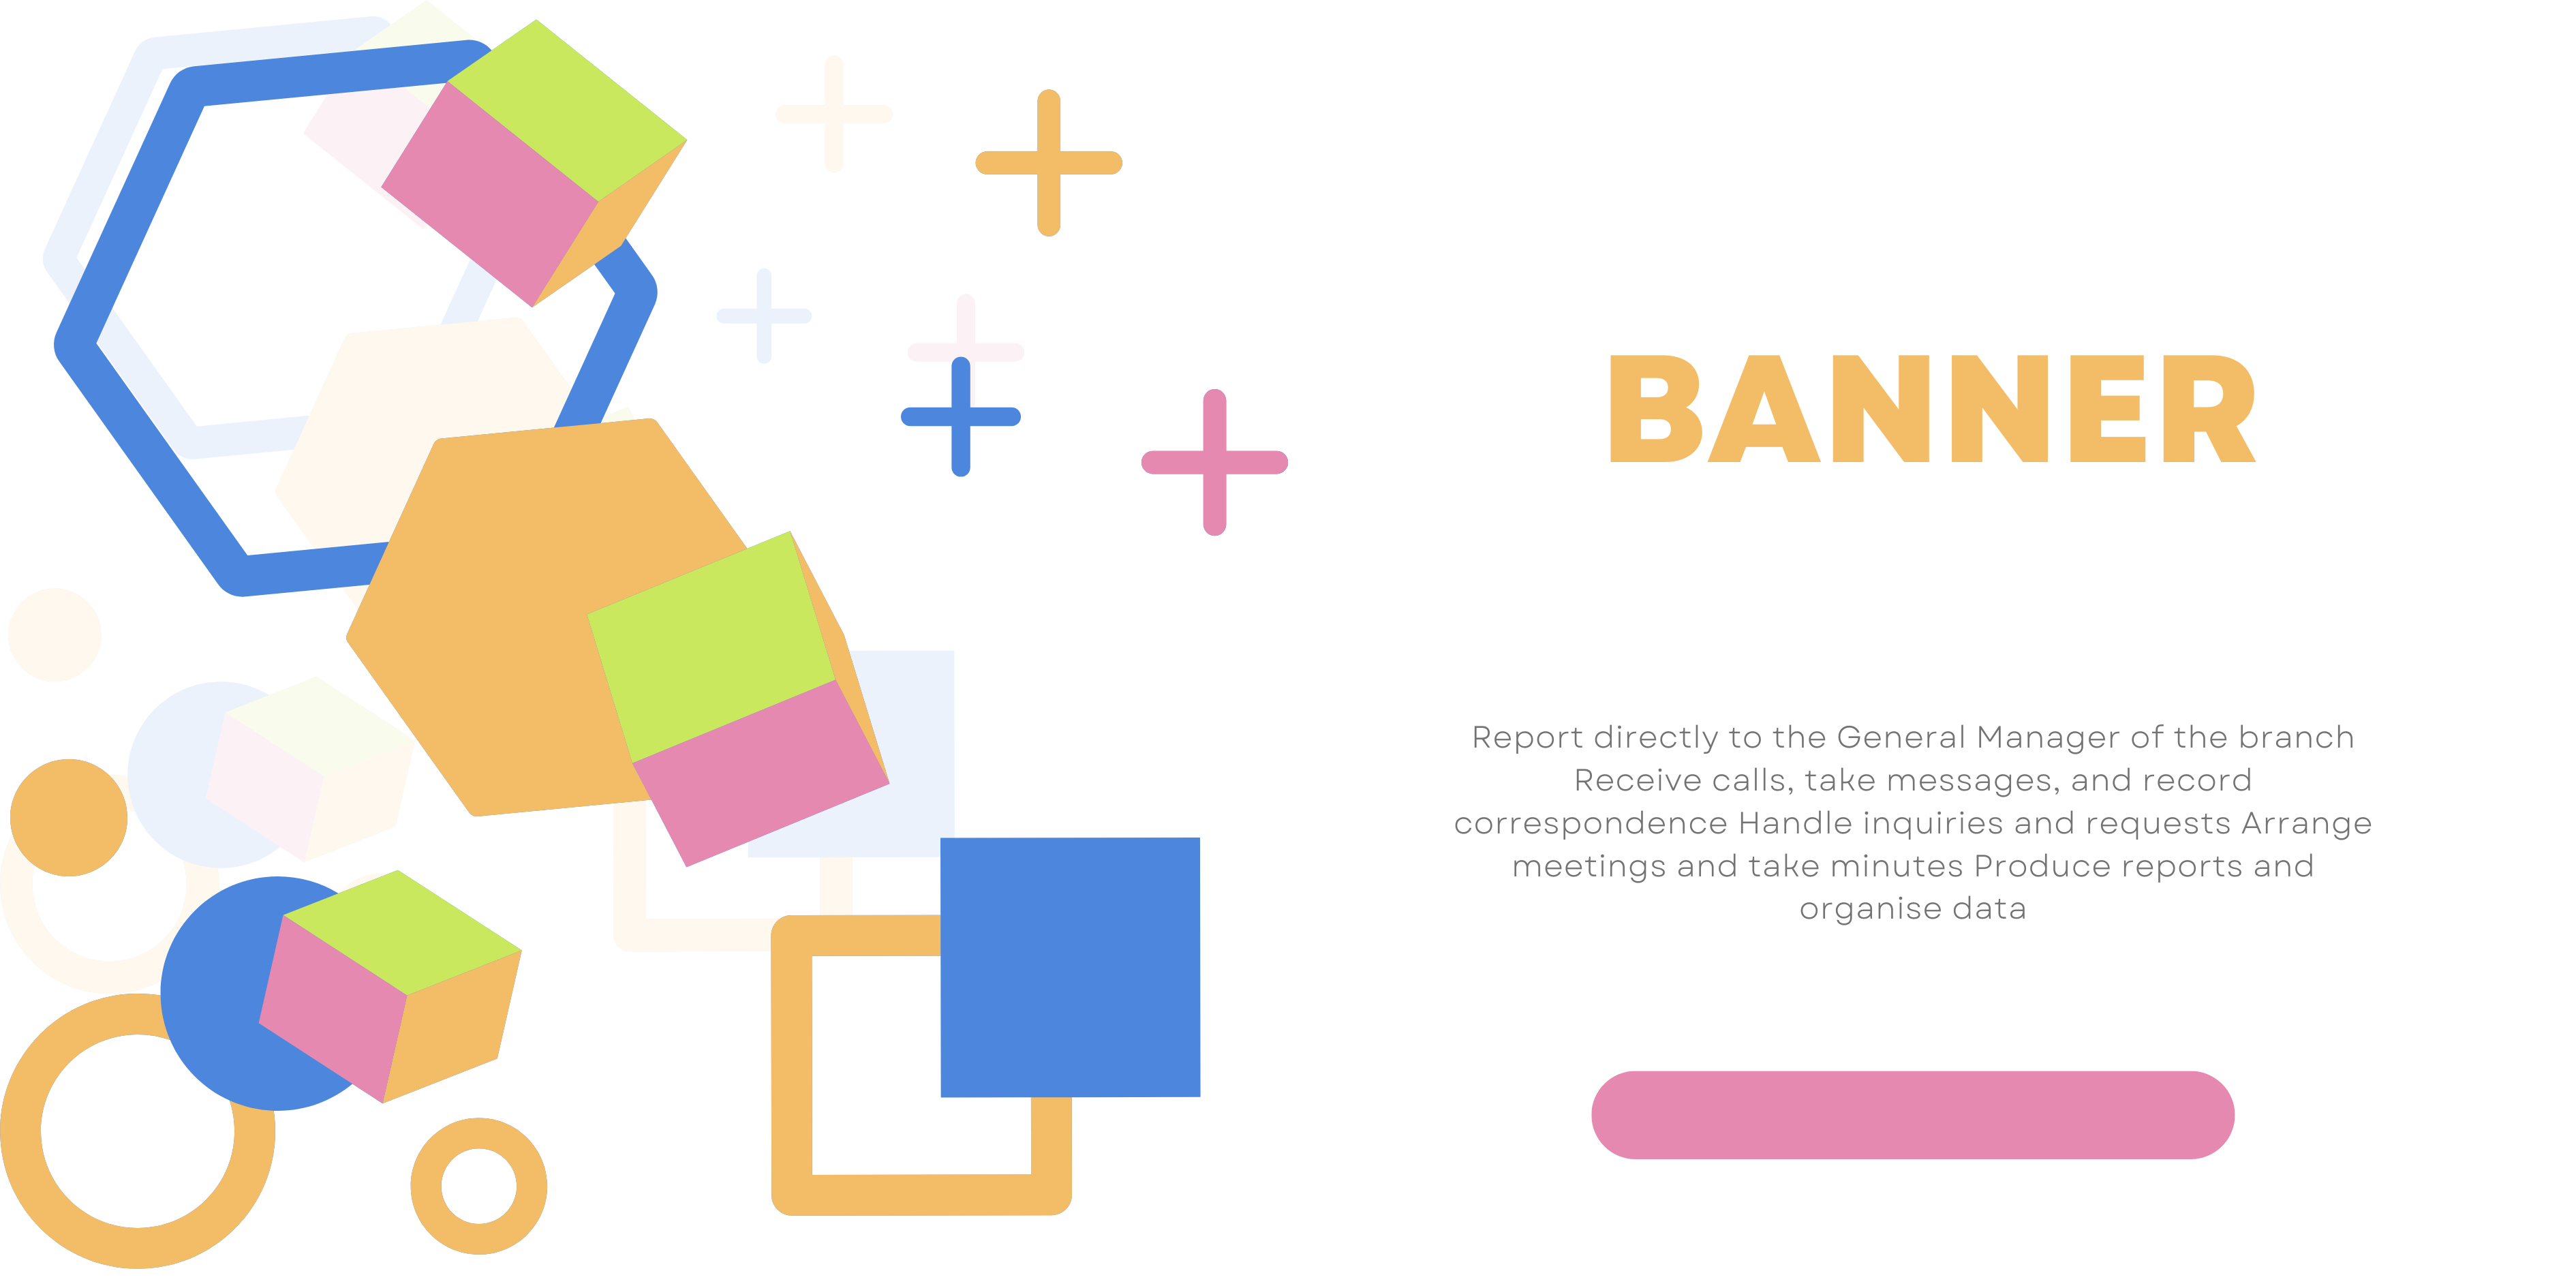 BANNER
Report directly to the General Manager of the branch
Receive calls, take messages, and record
correspondence Handle inquiries and requests Arrange
meetings and take minutes Produce reports and
organise data